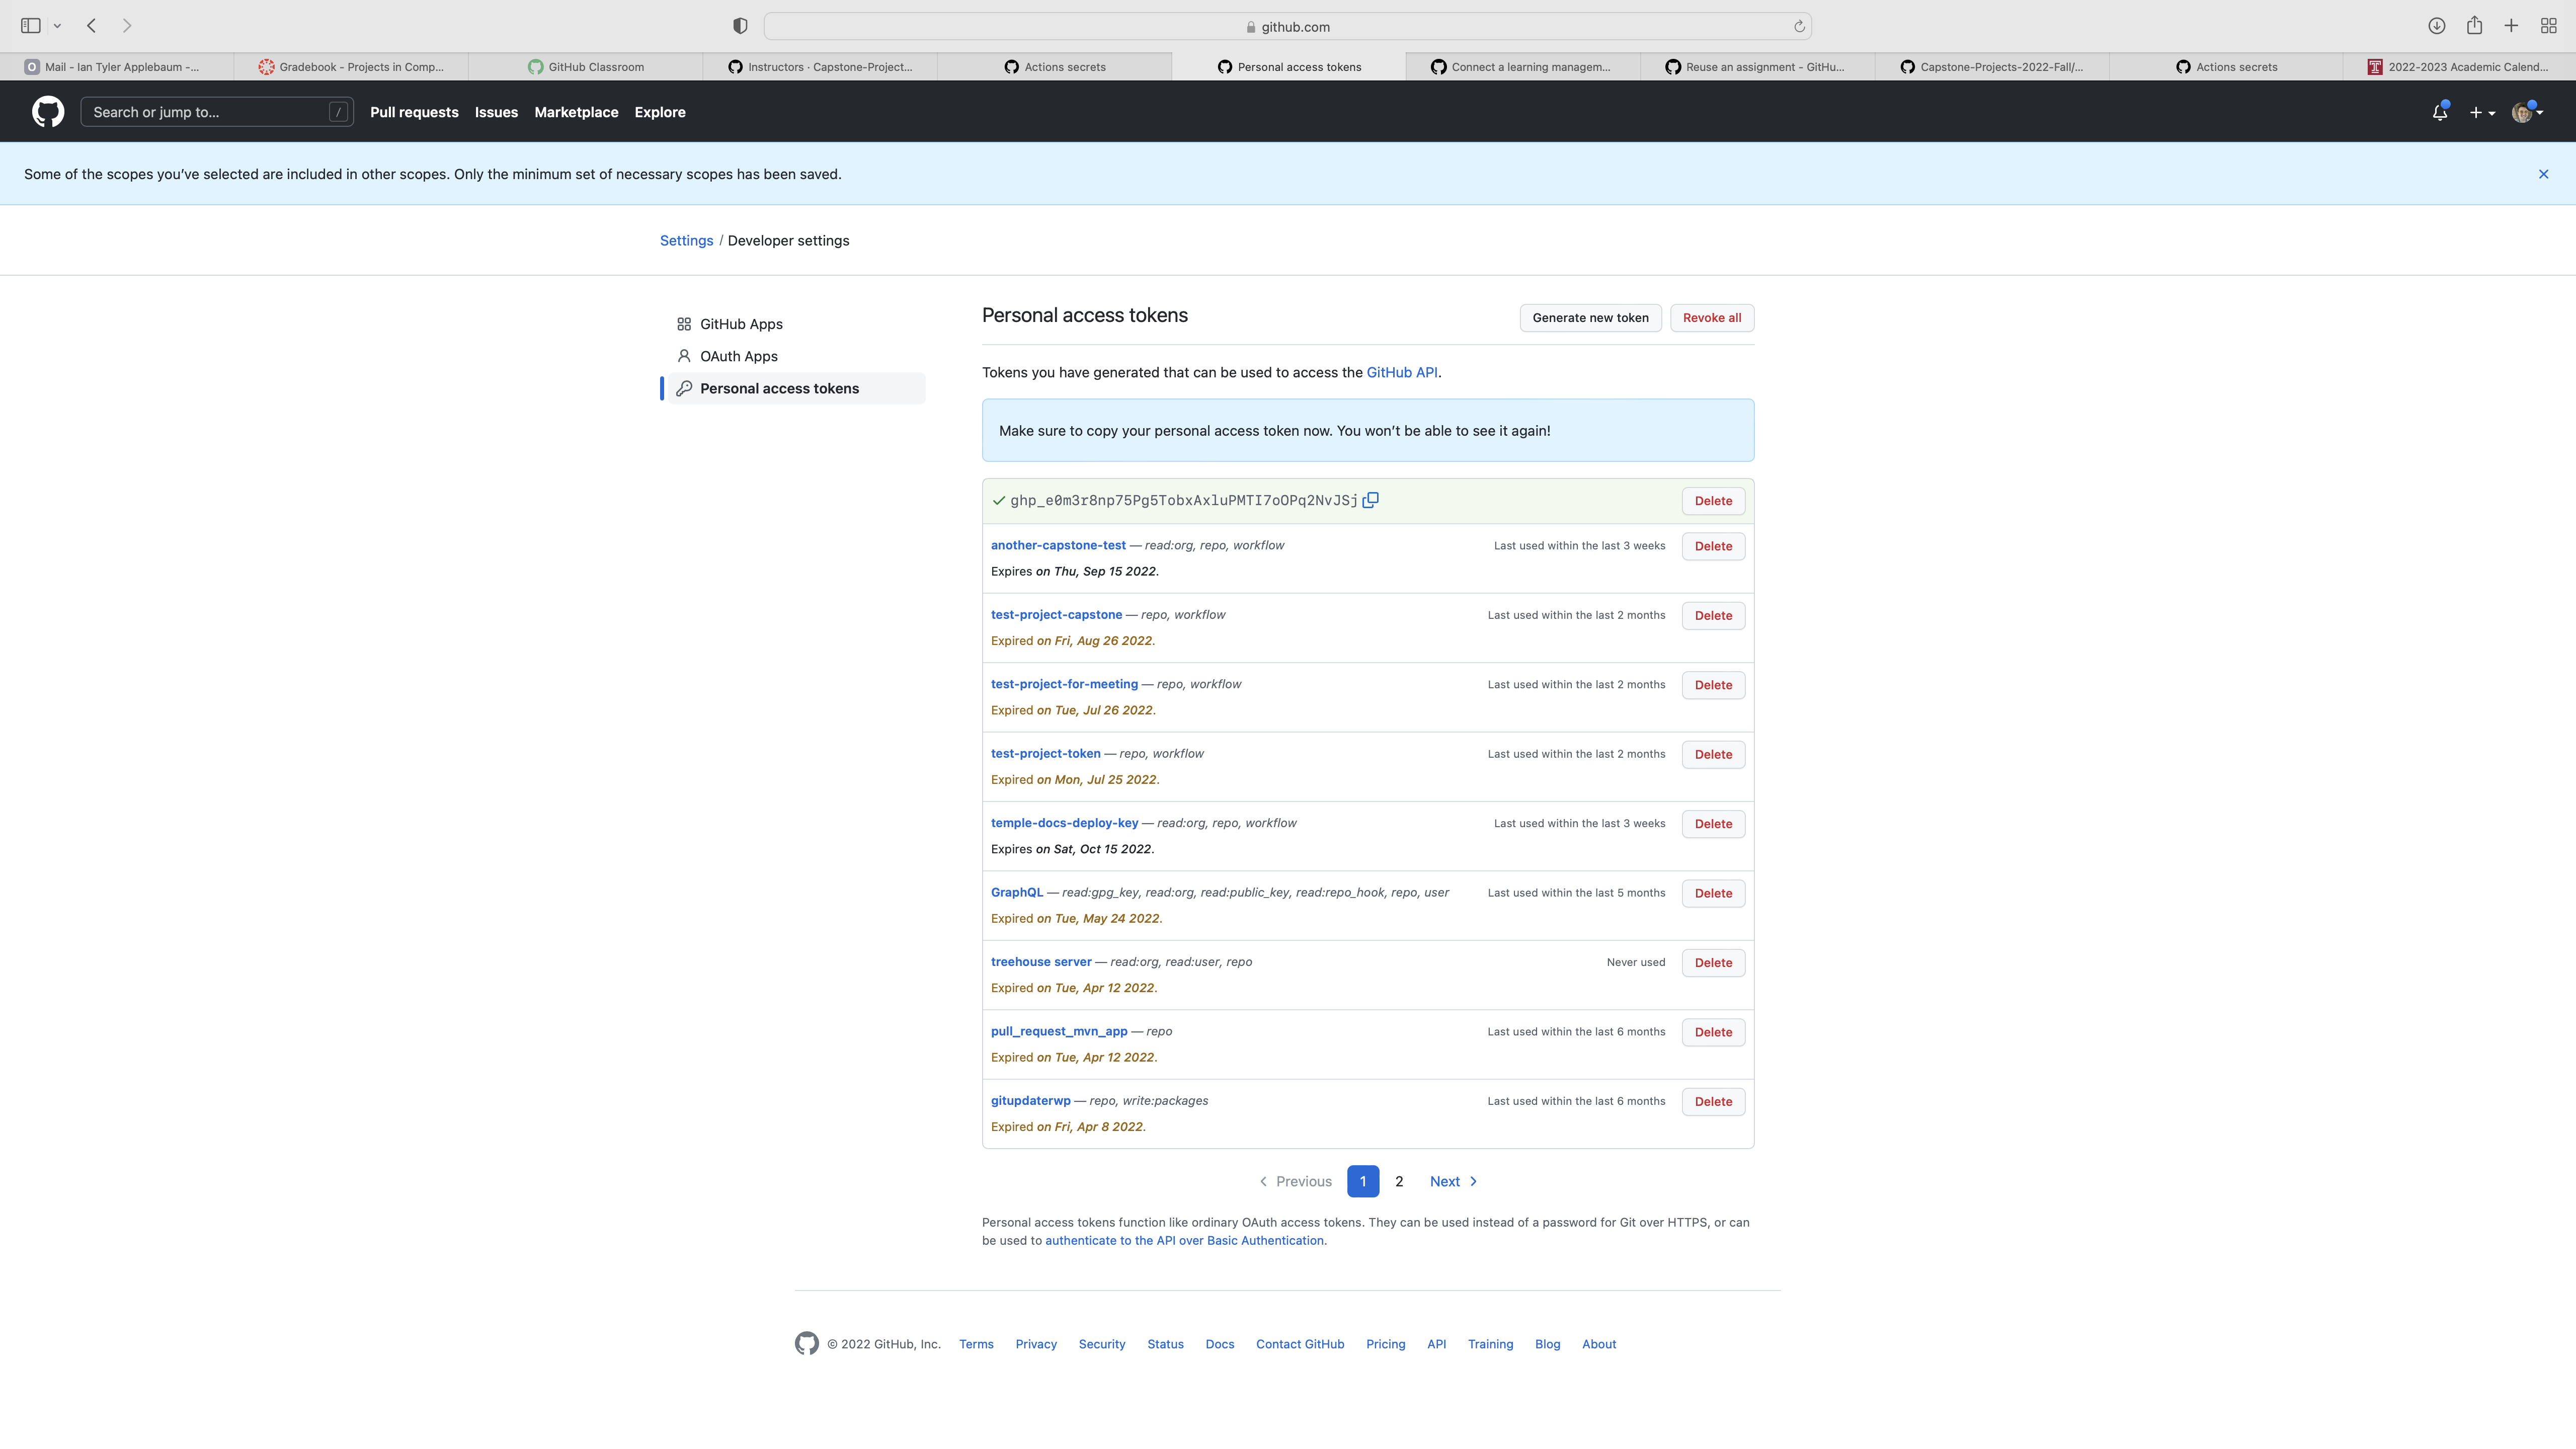 github.com
O Mail - Ian Tyler Applebaum -...
Gradebook - Projects in Comp...
GitHub Classroom
Instructors · Capstone-Project...
Actions secrets
Personal access tokens
Connect a learning managem...
Reuse an assignment - GitHu...
Capstone-Projects-2022-Fall/...
Actions secrets
T 2022-2023 Academic Calend...
Search or jump to... /
Pull requests Issues Marketplace Explore
Some of the scopes you’ve selected are included in other scopes. Only the minimum set of necessary scopes has been saved.
Settings / Developer settings
GitHub Apps
OAuth Apps
Personal access tokens
Personal access tokens
Generate new token Revoke all
Tokens you have generated that can be used to access the GitHub API.
Make sure to copy your personal access token now. You won’t be able to see it again!
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 Delete
another-capstone-test — read:org, repo, workflow Last used within the last 3 weeks Delete
Expires on Thu, Sep 15 2022.
test-project-capstone — repo, workflow Last used within the last 2 months Delete
Expired on Fri, Aug 26 2022.
test-project-for-meeting — repo, workflow Last used within the last 2 months Delete
Expired on Tue, Jul 26 2022.
test-project-token — repo, workflow Last used within the last 2 months Delete
Expired on Mon, Jul 25 2022.
temple-docs-deploy-key — read:org, repo, workflow Last used within the last 3 weeks Delete
Expires on Sat, Oct 15 2022.
GraphQL — read:gpg_key, read:org, read:public_key, read:repo_hook, repo, user Last used within the last 5 months Delete
Expired on Tue, May 24 2022.
treehouse server — read:org, read:user, repo Never used Delete
Expired on Tue, Apr 12 2022.
pull_request_mvn_app — repo Last used within the last 6 months Delete
Expired on Tue, Apr 12 2022.
gitupdaterwp — repo, write:packages Last used within the last 6 months Delete
Expired on Fri, Apr 8 2022.
Previous 1 2 Next
Personal access tokens function like ordinary OAuth access tokens. They can be used instead of a password for Git over HTTPS, or can
be used to authenticate to the API over Basic Authentication.
© 2022 GitHub, Inc. Terms Privacy Security Status Docs Contact GitHub Pricing API Training Blog About